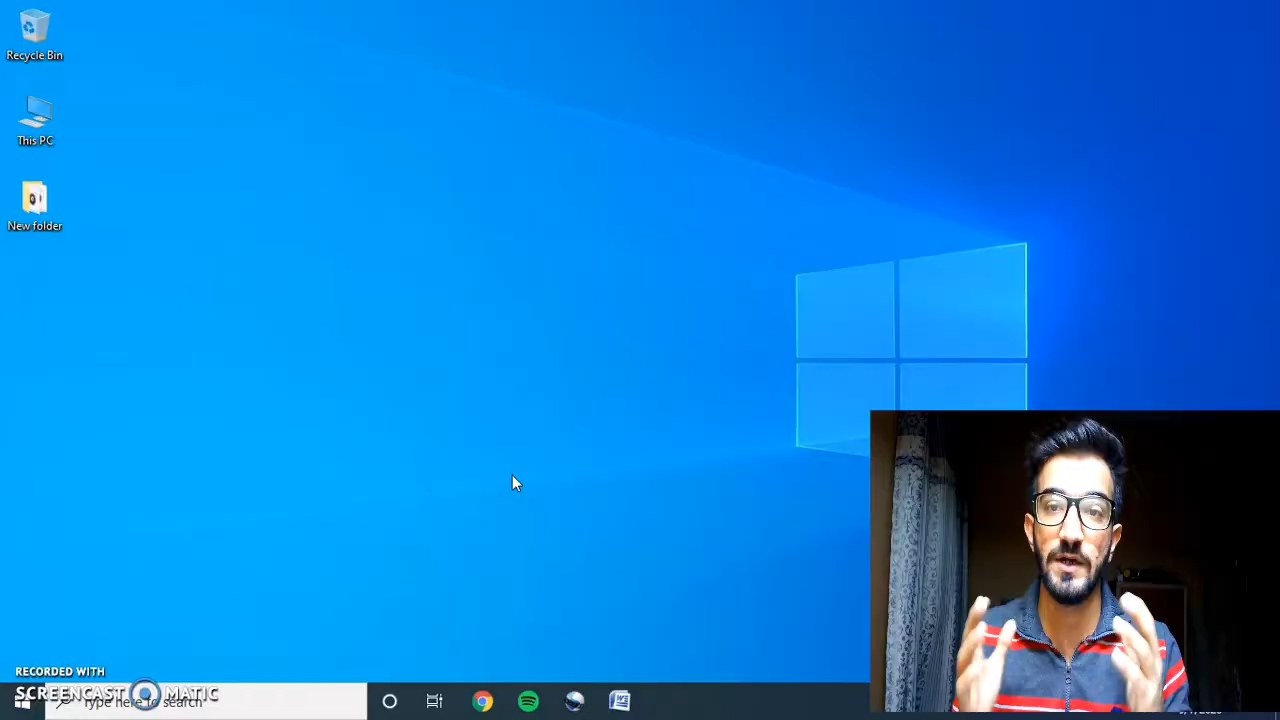 Recycle Bin
This PC
New folder
RECORDED WITH
SCREENCAST MATIC
Type here to search